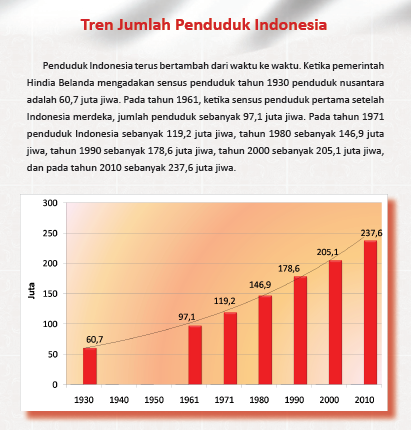 Tren Jumlah Penduduk Indonesia
Penduduk Indonesia terus bertambah dari waktu ke waktu. Ketika pemerintah
Hindia Belanda mengadakan sensus penduduk tahun 1930 penduduk nusantara
adalah 60,7 juta jiwa. Pada tahun 1961, ketika sensus penduduk pertama setelah
Indonesia merdeka, jumlah penduduk sebanyak 97,1 juta jiwa. Pada tahun 1971
penduduk Indonesia sebanyak 119,2 juta jiwa, tahun 1980 sebanyak 146,9 juta
jiwa, tahun 1990 sebanyak 178,6 juta jiwa, tahun 2000 sebanyak 205,1 juta jiwa,
dan pada tahun 2010 sebanyak 237,6 juta jiwa.
300
250
200
150
100
50
0
Juta
60,7
97,1
119,2
146,9
178,6
205,1
237,6
1930 1940 1950 1961 1971 1980 1990 2000 2010